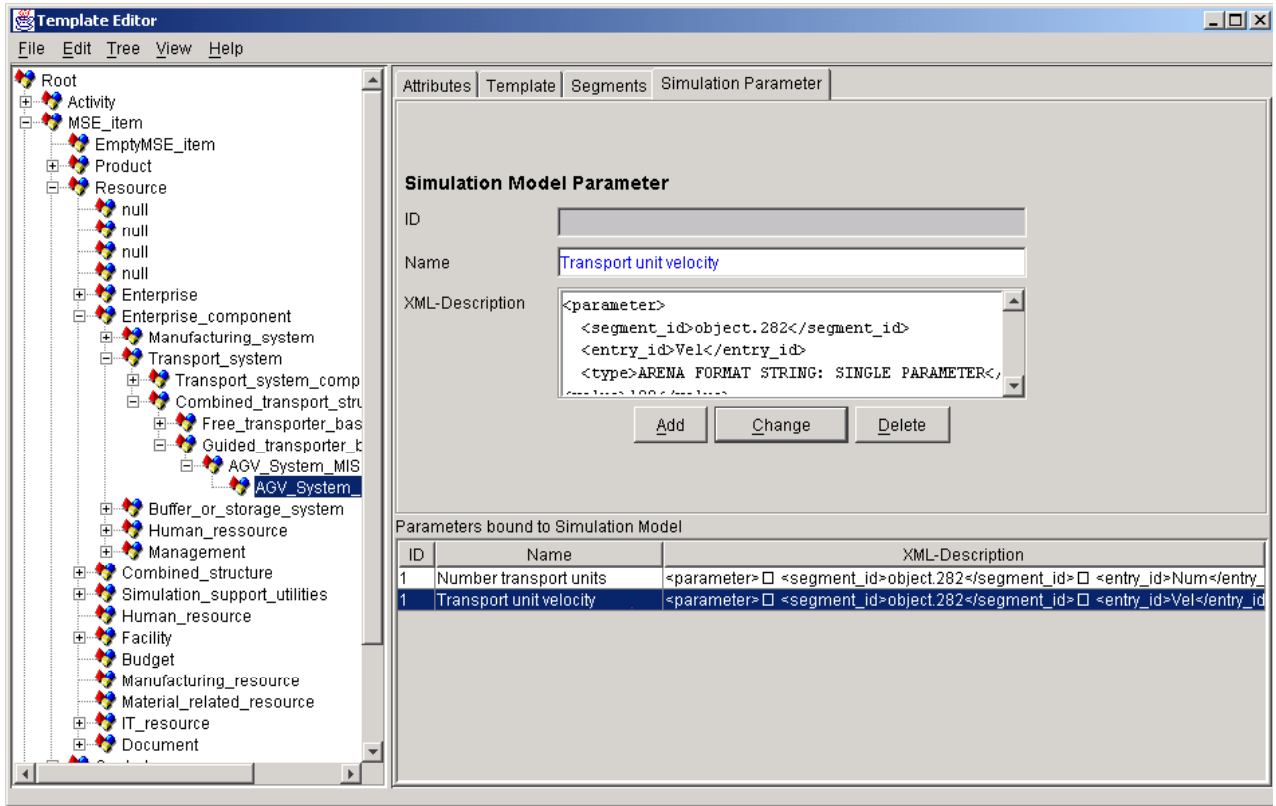 Template Editor
File Edit Tree View Help
Root
Activity
MSE_item
EmptyMSE_item
Product
Resource
null
null
null
null
Enterprise
Enterprise_component
Manufacturing_system
Transport_system
Transport_system_comp
Combined_transport_stru
Free_transporter_bas
Guided_transporter_b
AGV_System_MIS
AGV_System_
Buffer_or_storage_system
Human_ressource
Management
Combined_structure
Simulation_support_utilities
Human_resource
Facility
Budget
Manufacturing_resource
Material_related_resource
IT_resource
Document
Attributes Template Segments Simulation Parameter
Simulation Model Parameter
ID
Name Transport unit velocity
XML-Description
<parameter>
<segment_id>object.282</segment_id>
<entry_id>Vel</entry_id>
<type>ARENA FORMAT STRING: SINGLE PARAMETER</
Add Change Delete
Parameters bound to Simulation Model
ID Name XML-Description
1 Number transport units <parameter>□ <segment_id>object.282</segment_id>□ <entry_id>Num</entry_
1 Transport unit velocity <parameter>□ <segment_id>object.282</segment_id>□ <entry_id>Vel</entry_id